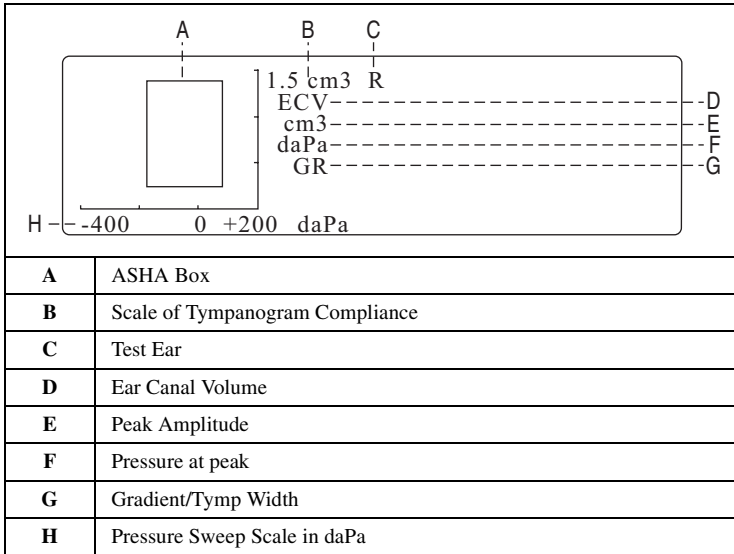 A B C
1.5 cm3 R
ECV D
cm3 E
daPa F
GR G
H -400 0 +200 daPa
A ASHA Box
B Scale of Tympanogram Compliance
C Test Ear
D Ear Canal Volume
E Peak Amplitude
F Pressure at peak
G Gradient/Tymp Width
H Pressure Sweep Scale in daPa